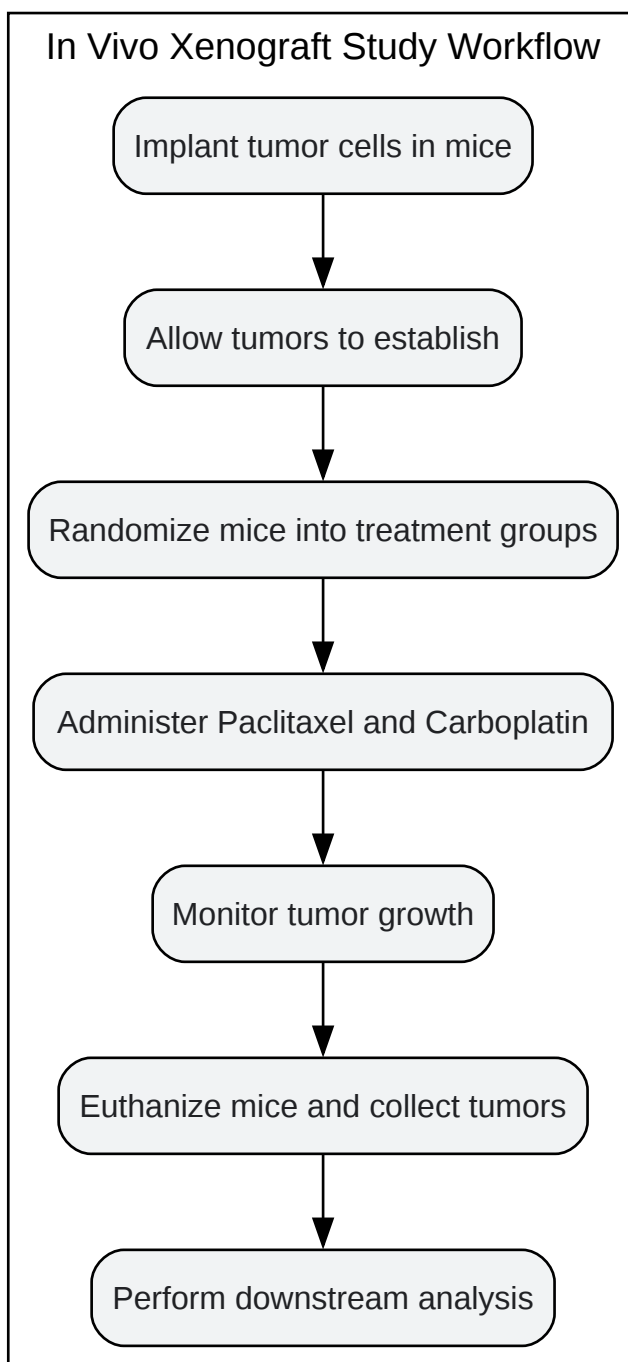 In Vivo Xenograft Study Workflow
Implant tumor cells in mice
Allow tumors to establish
Randomize mice into treatment groups
Administer Paclitaxel and Carboplatin
Monitor tumor growth
Euthanize mice and collect tumors
Perform downstream analysis